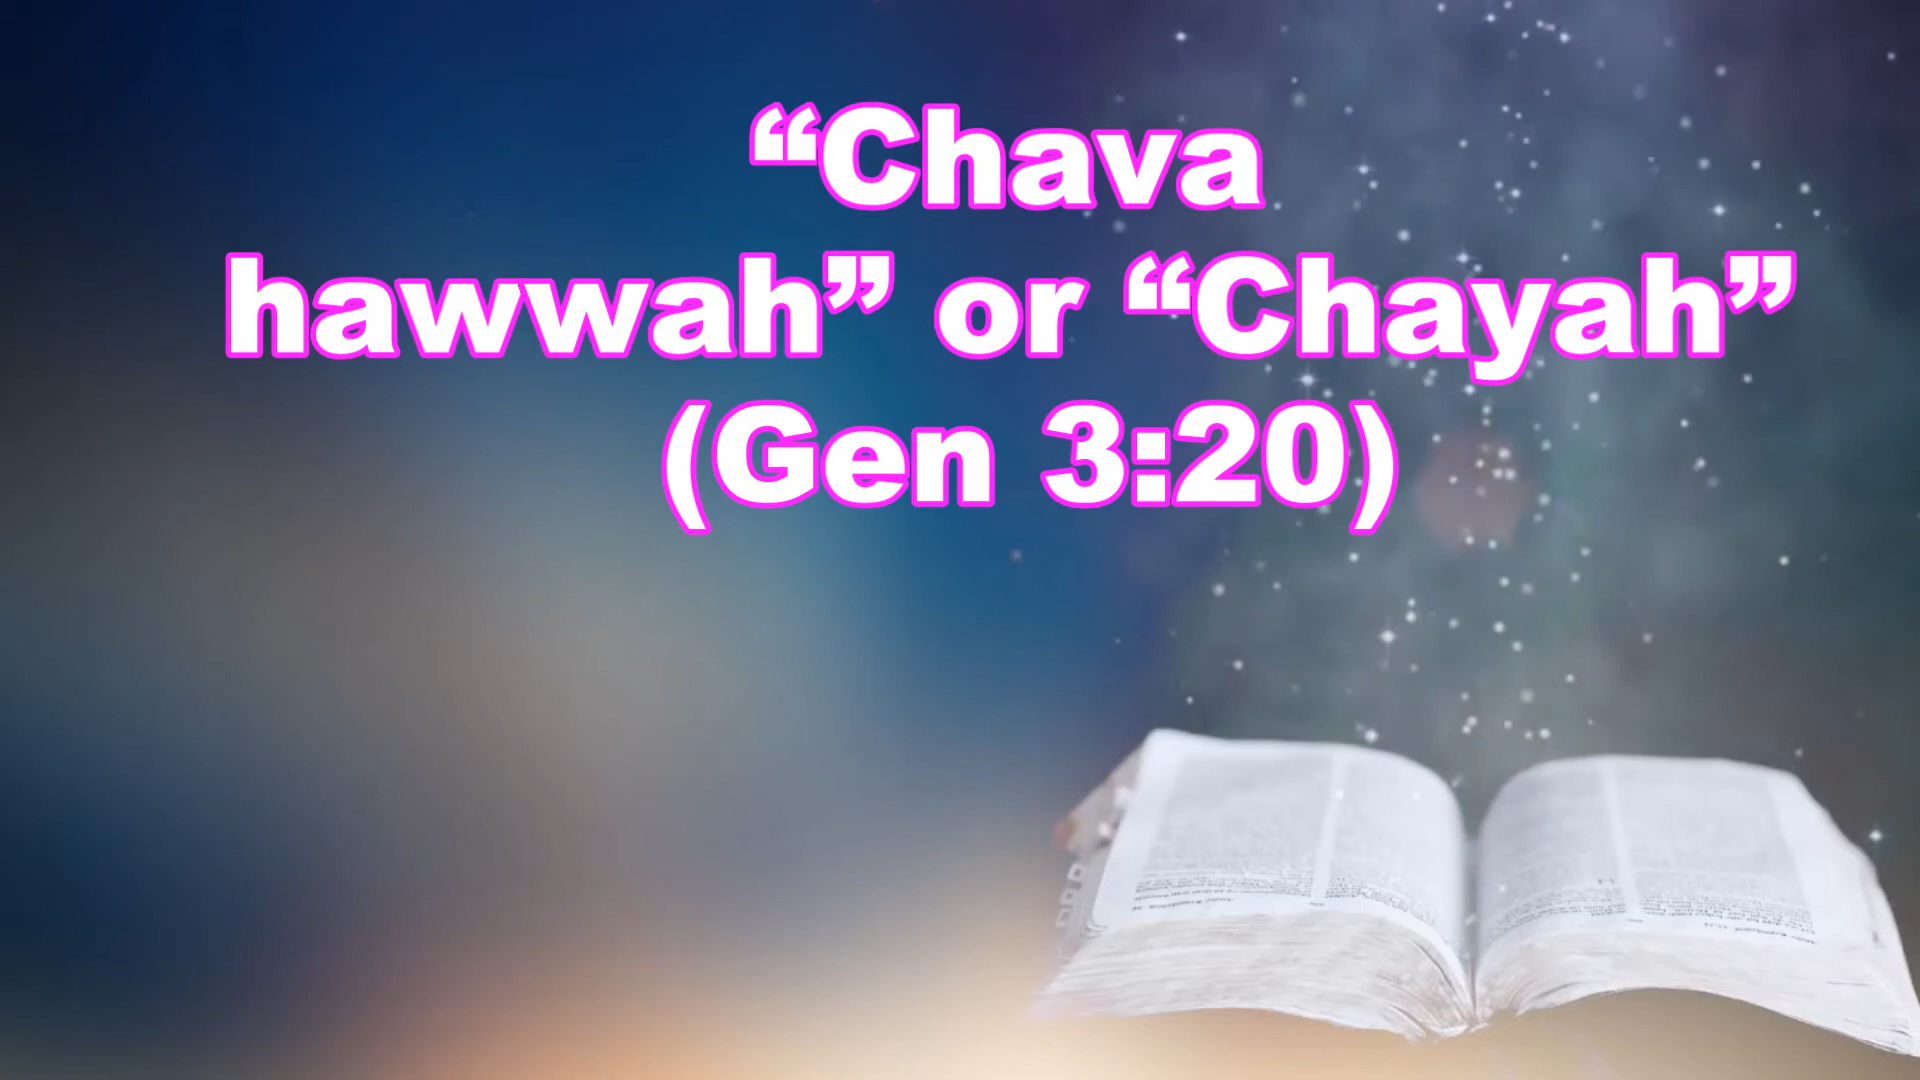 “Chava
hawwah” or “Chayah”
(Gen 3:20)